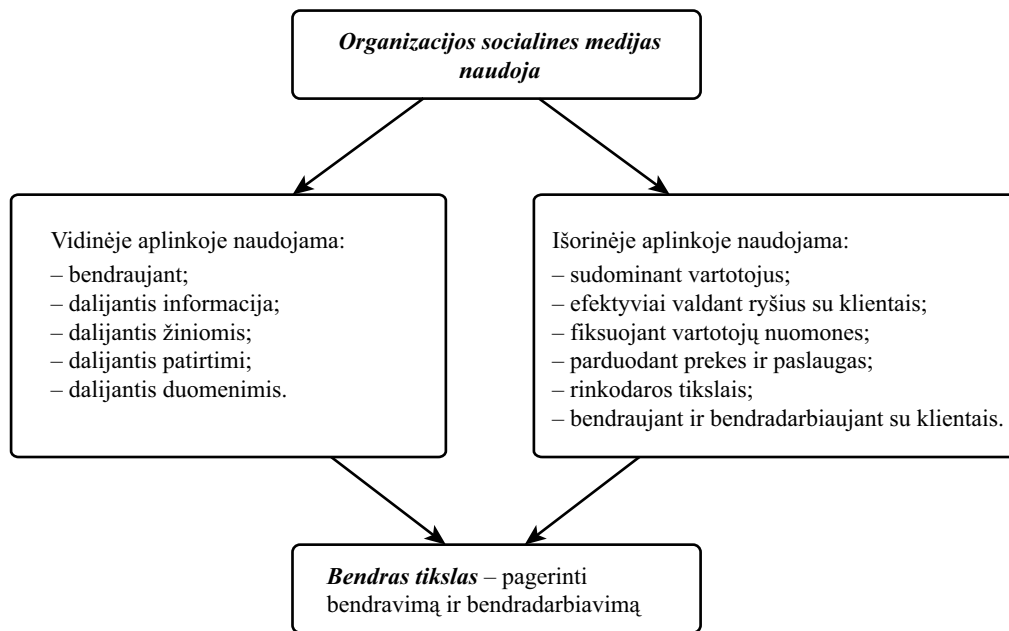 Organizacijos socialines medijas
naudoja
Vidinėje aplinkoje naudojama:
– bendraujant;
– dalijantis informacija;
– dalijantis žiniomis;
– dalijantis patirtimi;
– dalijantis duomenimis.
Išorinėje aplinkoje naudojama:
– sudominant vartotojus;
– efektyviai valdant ryšius su klientais;
– fiksuojant vartotojų nuomones;
– parduodant prekes ir paslaugas;
– rinkodaros tikslais;
– bendraujant ir bendradarbiaujant su klientais.
Bendras tikslas – pagerinti
bendravimą ir bendradarbiavimą